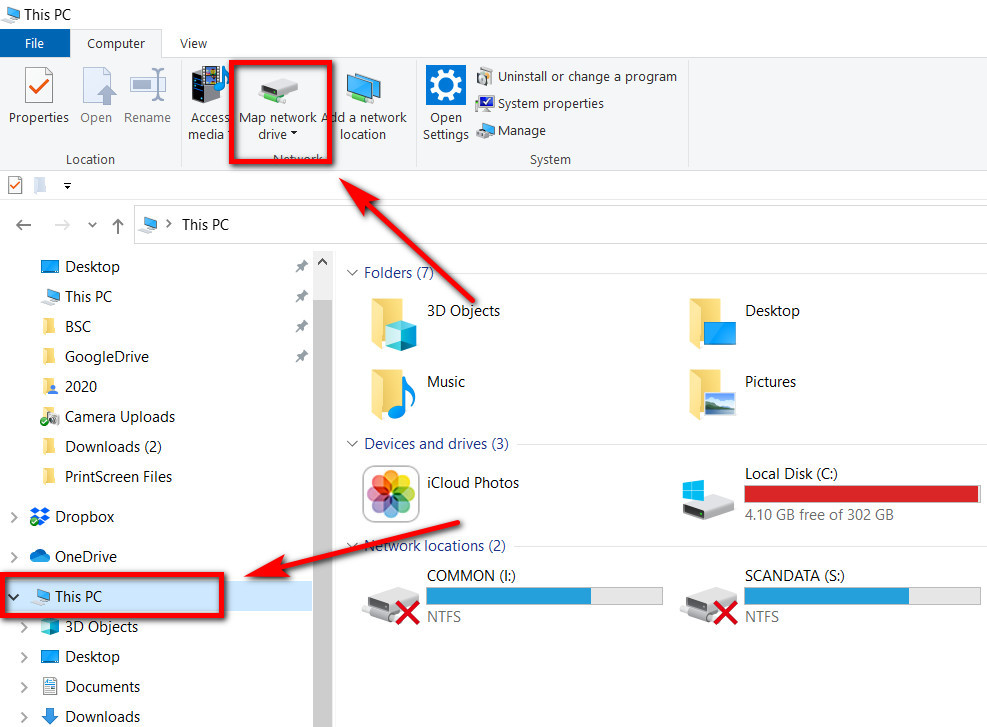 This PC
File
Computer
View
Properties
Open
Rename
Location
Access
media
Map network
drive
Add a network
location
Network
Open
Settings
Uninstall or change a program
System properties
Manage
System
This PC
Desktop
This PC
BSC
GoogleDrive
2020
Camera Uploads
Downloads (2)
PrintScreen Files
Dropbox
OneDrive
This PC
3D Objects
Desktop
Documents
Downloads
Folders (7)
3D Objects
Desktop
Music
Pictures
Devices and drives (3)
iCloud Photos
Local Disk (C:)
4.10 GB free of 302 GB
Network locations (2)
COMMON (I:)
NTFS
SCANDATA (S:)
NTFS